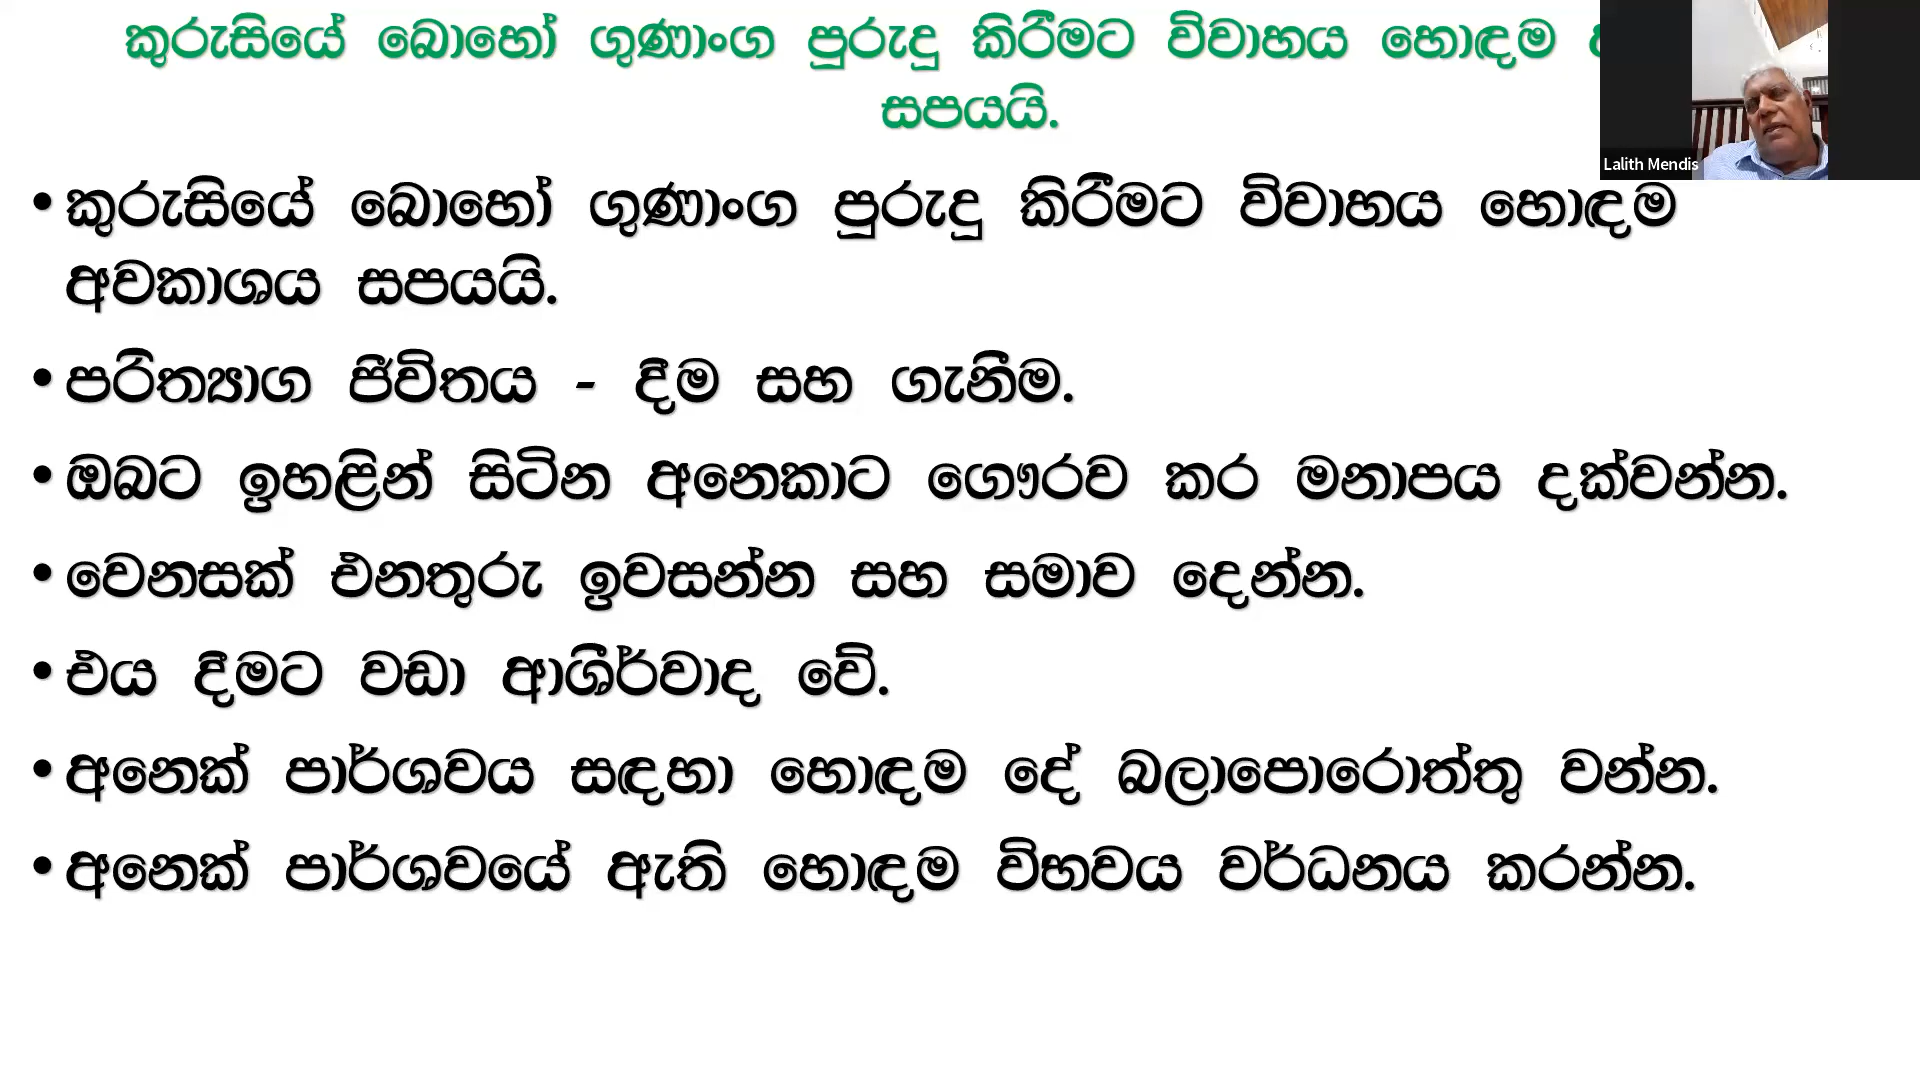 කුරුසියේ බොහෝ ගුණාංග පුරුදු කිරීමට විවාහය හොඳම
සපයයි.
Lalith Mendis
• කුරුසියේ බොහෝ ගුණාංග පුරුදු කිරීමට විවාහය හොඳම
අවකාශය සපයයි.
• පරිත්‍යාග ජීවිතය - දීම සහ ගැනීම.
• ඔබට ඉහළින් සිටින අනෙකාට ගෞරව කර මනාපය දක්වන්න.
• වෙනසක් එනතුරු ඉවසන්න සහ සමාව දෙන්න.
• එය දීමට වඩා ආශීර්වාද වේ.
• අනෙක් පාර්ශවය සඳහා හොඳම දේ බලාපොරොත්තු වන්න.
• අනෙක් පාර්ශවයේ ඇති හොඳම විභවය වර්ධනය කරන්න.